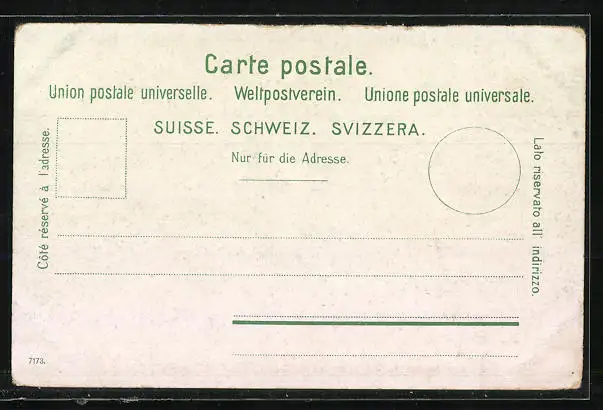 Carte postale.
Union postale universelle. Weltpostverein. Unione postale universale.
SUISSE. SCHWEIZ. SVIZZERA.
Nur für die Adresse.
Côté réservé à l'adresse.
Lato riservato all' indirizzo.
7173.